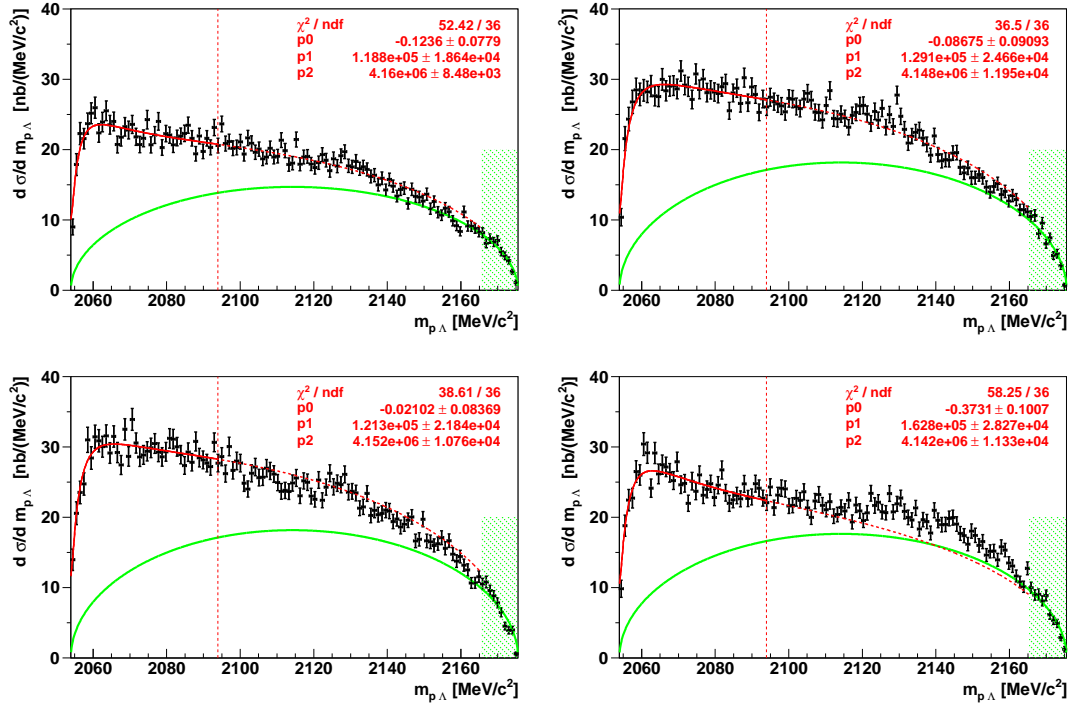 χ² / ndf 52.42 / 36
p0 -0.1236 ± 0.0779
p1 1.188e+05 ± 1.864e+04
p2 4.16e+06 ± 8.48e+03
d σ/d m_{p Λ} [nb/(MeV/c²)]
40
30
20
10
0
2060 2080 2100 2120 2140 2160
m_{p Λ} [MeV/c²]
χ² / ndf 36.5 / 36
p0 -0.08675 ± 0.09093
p1 1.291e+05 ± 2.466e+04
p2 4.148e+06 ± 1.195e+04
d σ/d m_{p Λ} [nb/(MeV/c²)]
40
30
20
10
0
2060 2080 2100 2120 2140 2160
m_{p Λ} [MeV/c²]
χ² / ndf 38.61 / 36
p0 -0.02102 ± 0.08369
p1 1.213e+05 ± 2.184e+04
p2 4.152e+06 ± 1.076e+04
d σ/d m_{p Λ} [nb/(MeV/c²)]
40
30
20
10
0
2060 2080 2100 2120 2140 2160
m_{p Λ} [MeV/c²]
χ² / ndf 58.25 / 36
p0 -0.3731 ± 0.1007
p1 1.628e+05 ± 2.827e+04
p2 4.142e+06 ± 1.133e+04
d σ/d m_{p Λ} [nb/(MeV/c²)]
40
30
20
10
0
2060 2080 2100 2120 2140 2160
m_{p Λ} [MeV/c²]